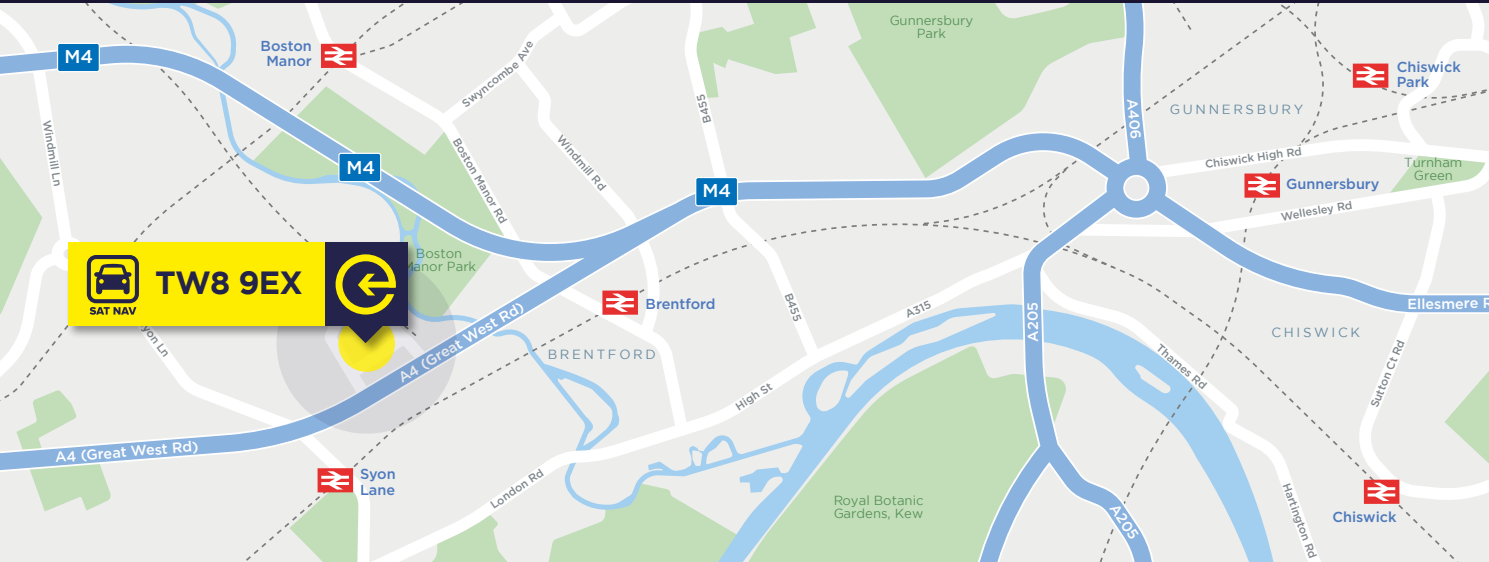 Gunnersbury
Park
Boston
Manor
M4
Swyncombe Ave
Chiswick
Park
B455
A406
GUNNERSBURY
Windmill Ln
Boston Manor Rd
Windmill Rd
M4
Chiswick High Rd
Turnham
Green
M4
Gunnersbury
Wellesley Rd
Boston
Manor Park
SAT NAV
TW8 9EX
Brentford
B455
A315
A205
Ellesmere R
CHISWICK
yon Ln
A4 (Great West Rd)
BRENTFORD
Thames Rd
Sutton Ct Rd
High St
A4 (Great West Rd)
Syon
Lane
London Rd
Royal Botanic
Gardens, Kew
A205
Hartington Rd
Chiswick